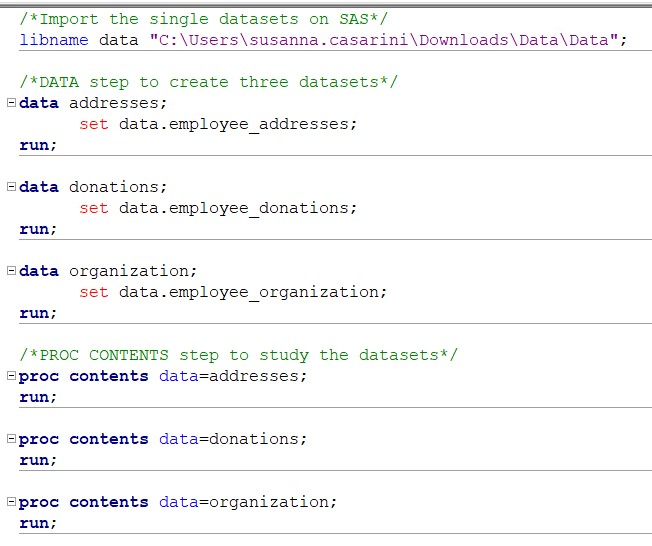 /*Import the single datasets on SAS*/
libname data "C:\Users\susanna.casarini\Downloads\Data\Data";
/*DATA step to create three datasets*/
data addresses;
set data.employee_addresses;
run;
data donations;
set data.employee_donations;
run;
data organization;
set data.employee_organization;
run;
/*PROC CONTENTS step to study the datasets*/
proc contents data=addresses;
run;
proc contents data=donations;
run;
proc contents data=organization;
run;